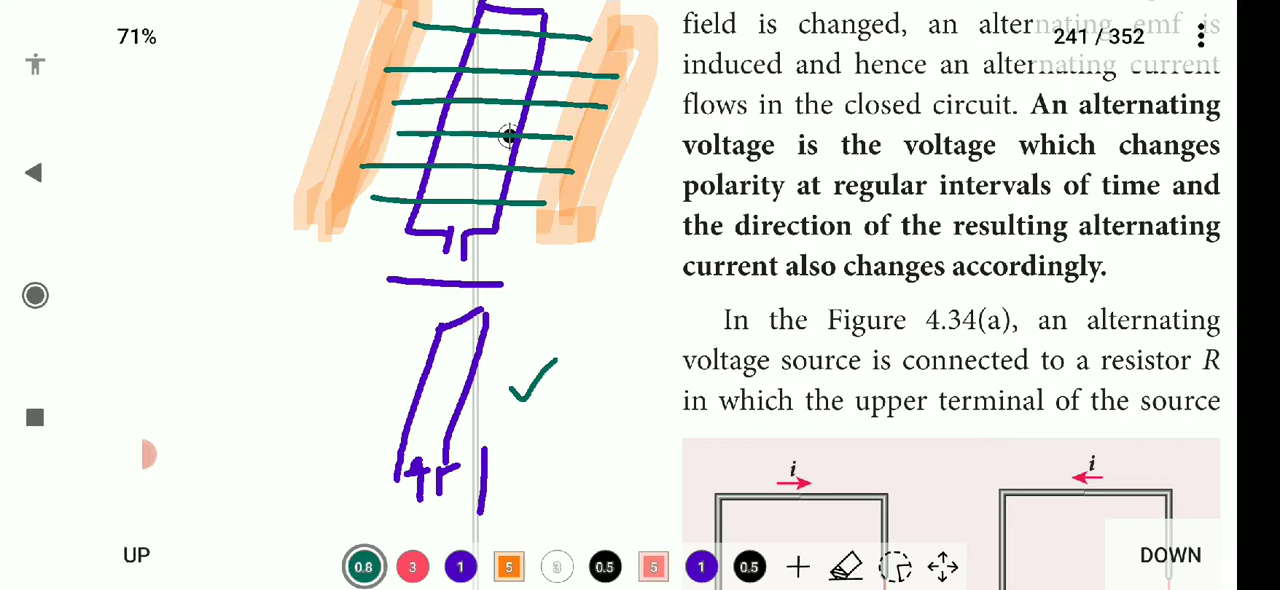 71%
field is changed, an alternating emf is
241 / 352
induced and hence an alternating current
flows in the closed circuit. An alternating
voltage is the voltage which changes
polarity at regular intervals of time and
the direction of the resulting alternating
current also changes accordingly.
In the Figure 4.34(a), an alternating
voltage source is connected to a resistor R
in which the upper terminal of the source
i
i
UP
0.8
3
1
5
3
0.5
5
1
0.5
DOWN